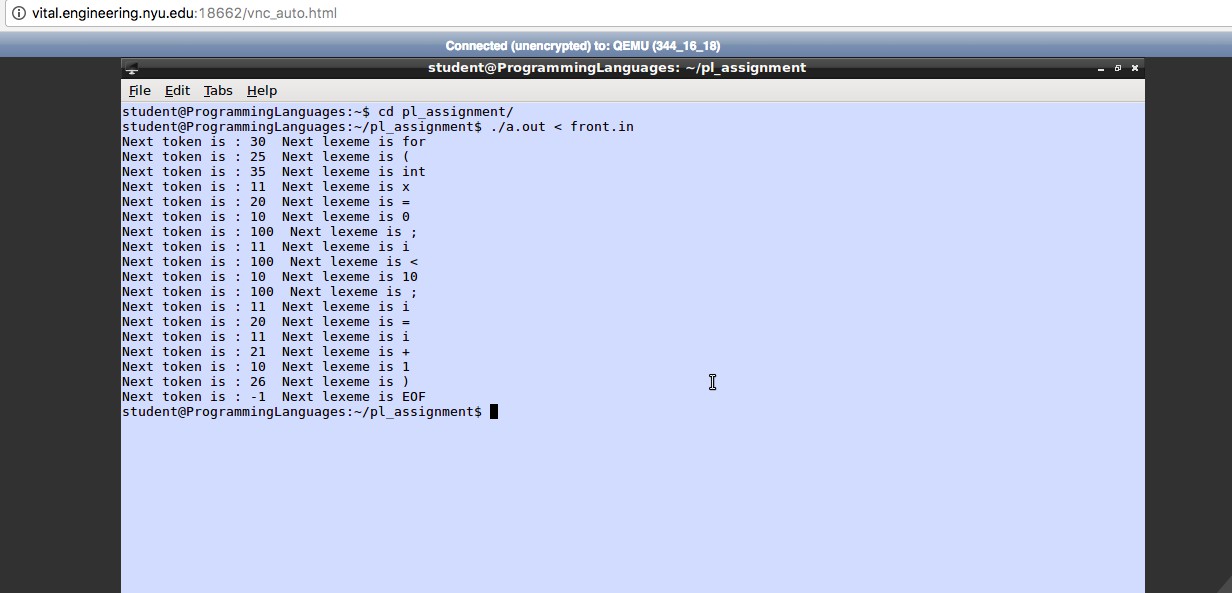 vital.engineering.nyu.edu:18662/vnc_auto.html
Connected (unencrypted) to: QEMU (344_16_18)
student@ProgrammingLanguages: ~/pl_assignment
File Edit Tabs Help
student@ProgrammingLanguages:~$ cd pl_assignment/
student@ProgrammingLanguages:~/pl_assignment$ ./a.out < front.in
Next token is : 30  Next lexeme is for
Next token is : 25  Next lexeme is (
Next token is : 35  Next lexeme is int
Next token is : 11  Next lexeme is x
Next token is : 20  Next lexeme is =
Next token is : 10  Next lexeme is 0
Next token is : 100  Next lexeme is ;
Next token is : 11  Next lexeme is i
Next token is : 100  Next lexeme is <
Next token is : 10  Next lexeme is 10
Next token is : 100  Next lexeme is ;
Next token is : 11  Next lexeme is i
Next token is : 20  Next lexeme is =
Next token is : 11  Next lexeme is i
Next token is : 21  Next lexeme is +
Next token is : 10  Next lexeme is 1
Next token is : 26  Next lexeme is )
Next token is : -1  Next lexeme is EOF
student@ProgrammingLanguages:~/pl_assignment$